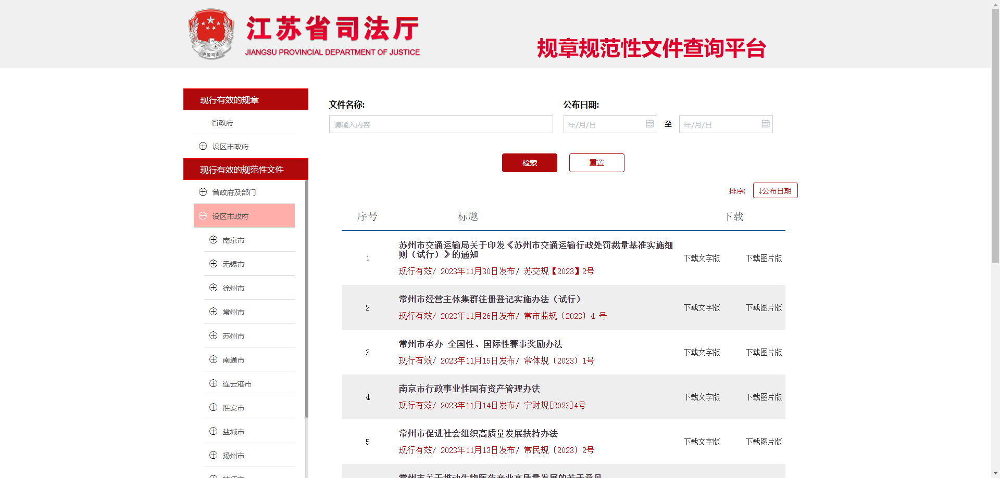 江苏省司法厅
JIANGSU PROVINCIAL DEPARTMENT OF JUSTICE
中国司法
规章规范性文件查询平台
现行有效的规章
省政府
设区市政府
现行有效的规范性文件
省政府及部门
设区市政府
南京市
无锡市
徐州市
常州市
苏州市
南通市
连云港市
淮安市
盐城市
扬州市
镇江市
文件名称:
请输入内容
公布日期:
年/月/日 至 年/月/日
检索 重置
排序: ↓公布日期
序号 标题 下载
苏州市交通运输局关于印发《苏州市交通运输行政处罚裁量基准实施细
则（试行）》的通知
1 下载文字版 下载图片版
现行有效/ 2023年11月30日发布/ 苏交规【2023】2号
常州市经营主体集群注册登记实施办法（试行）
2 下载文字版 下载图片版
现行有效/ 2023年11月26日发布/ 常市监规〔2023〕4 号
常州市承办 全国性、国际性赛事奖励办法
3 下载文字版 下载图片版
现行有效/ 2023年11月15日发布/ 常体规〔2023〕1号
南京市行政事业性国有资产管理办法
4 下载文字版 下载图片版
现行有效/ 2023年11月14日发布/ 宁财规[2023]4号
常州市促进社会组织高质量发展扶持办法
5 下载文字版 下载图片版
现行有效/ 2023年11月13日发布/ 常民规〔2023〕2号
常州市关于推动生物医药产业高质量发展的若干意见